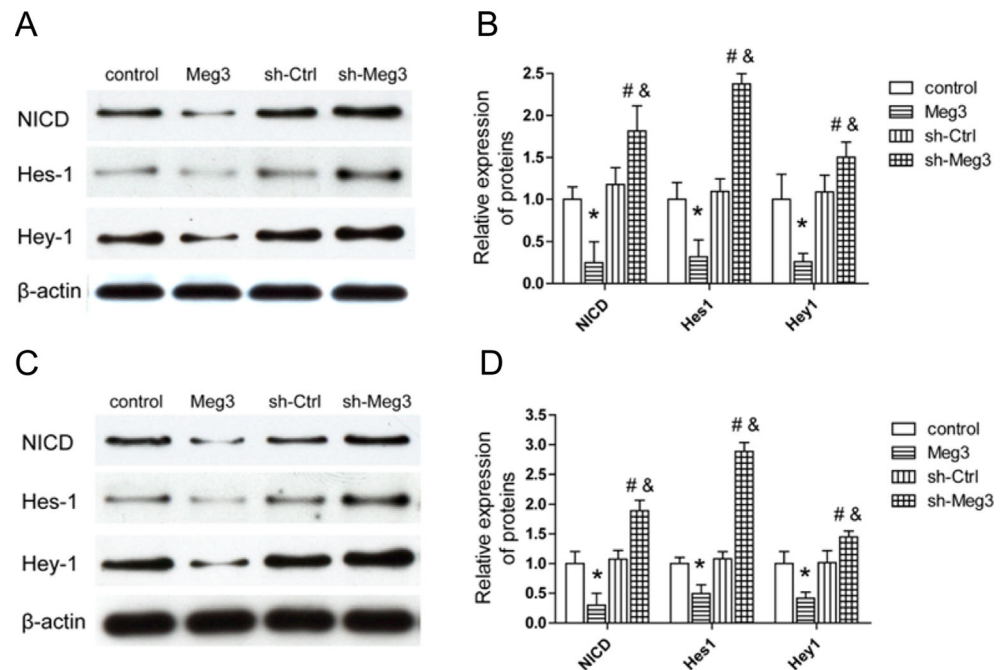 A
control Meg3 sh-Ctrl sh-Meg3
NICD
Hes-1
Hey-1
β-actin
B
Relative expression
of proteins
2.5
2.0
1.5
1.0
0.5
0.0
# &
# &
# &
*
*
*
NICD
Hes1
Hey1
control
Meg3
sh-Ctrl
sh-Meg3
C
control Meg3 sh-Ctrl sh-Meg3
NICD
Hes-1
Hey-1
β-actin
D
Relative expression
of proteins
3.5
3.0
2.5
2.0
1.5
1.0
0.5
0.0
# &
# &
# &
*
*
*
NICD
Hes1
Hey1
control
Meg3
sh-Ctrl
sh-Meg3